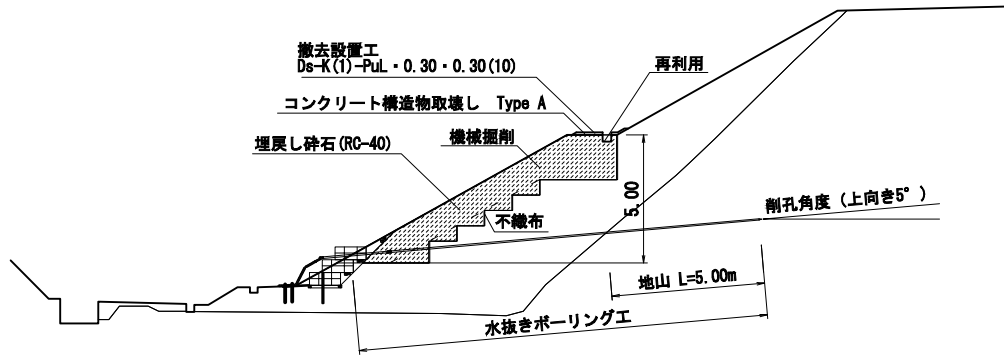 撤去設置工
Ds-K(1)-PuL・0.30・0.30(10)
再利用
コンクリート構造物取壊し Type A
埋戻し砕石(RC-40)
機械掘削
5.00
不織布
削孔角度(上向き5°)
地山 L=5.00m
水抜きボーリング工